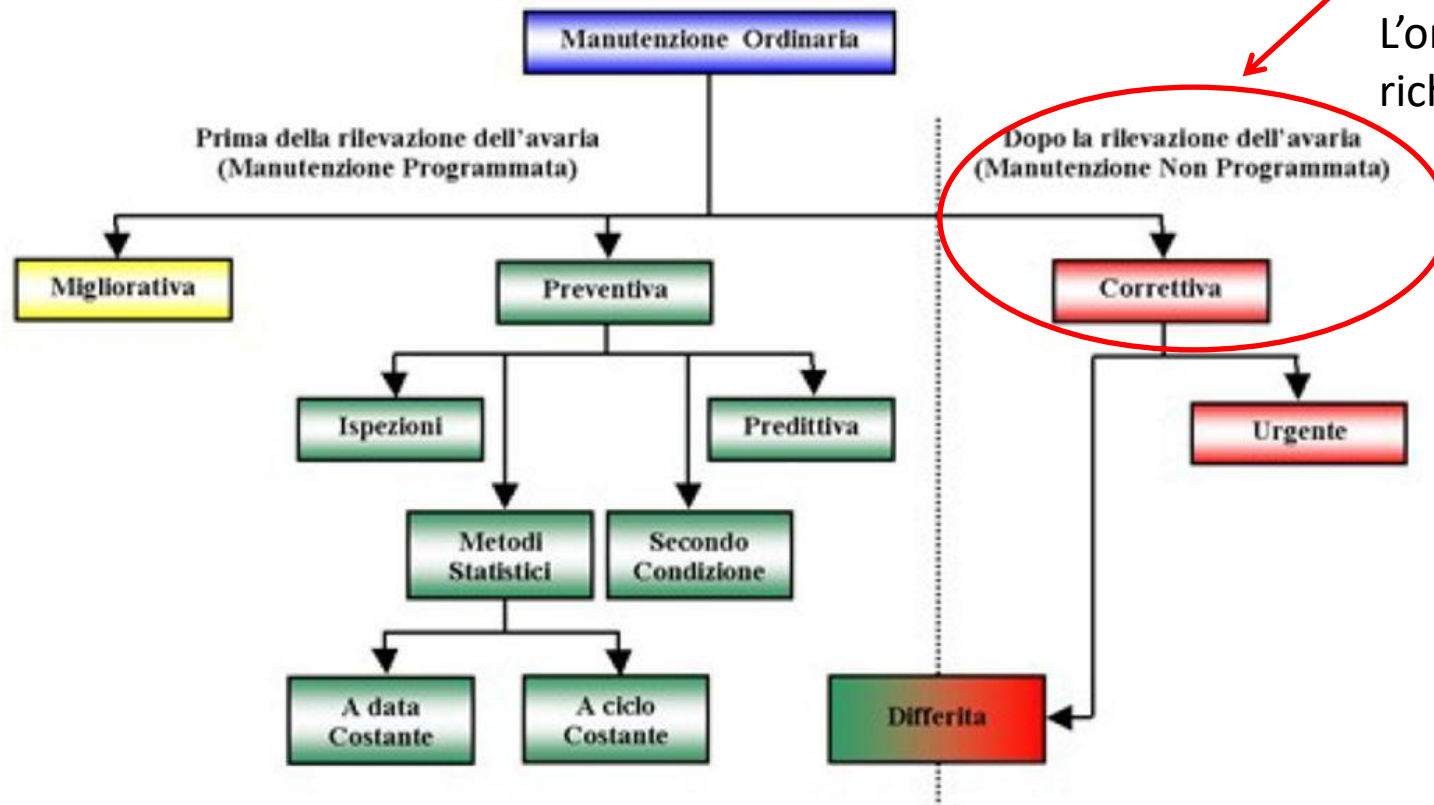 Manutenzione Ordinaria
L'o
ric
Prima della rilevazione dell'avaria
(Manutenzione Programmata)
Dopo la rilevazione dell'avaria
(Manutenzione Non Programmata)
Migliorativa
Preventiva
Correttiva
Ispezioni
Predittiva
Urgente
Metodi
Statistici
Secondo
Condizione
A data
Costante
A ciclo
Costante
Differita